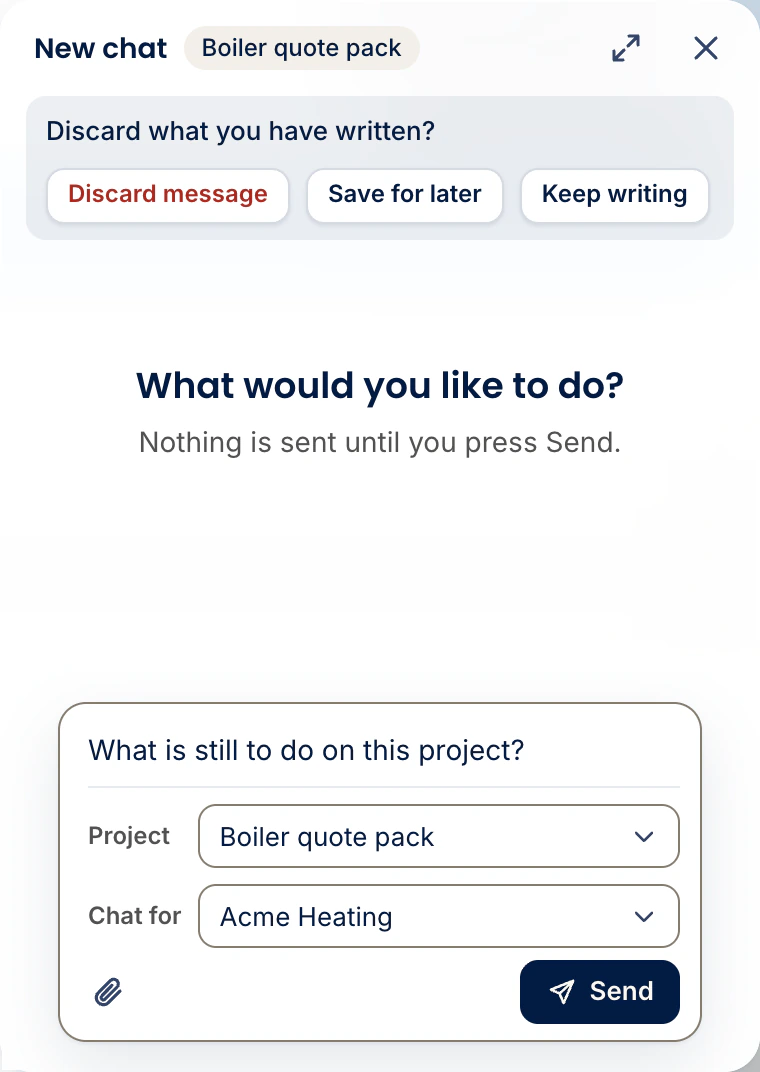 New chat Boiler quote pack
Discard what you have written?
Discard message Save for later Keep writing
What would you like to do?
Nothing is sent until you press Send.
What is still to do on this project?
Project Boiler quote pack
Chat for Acme Heating
Send